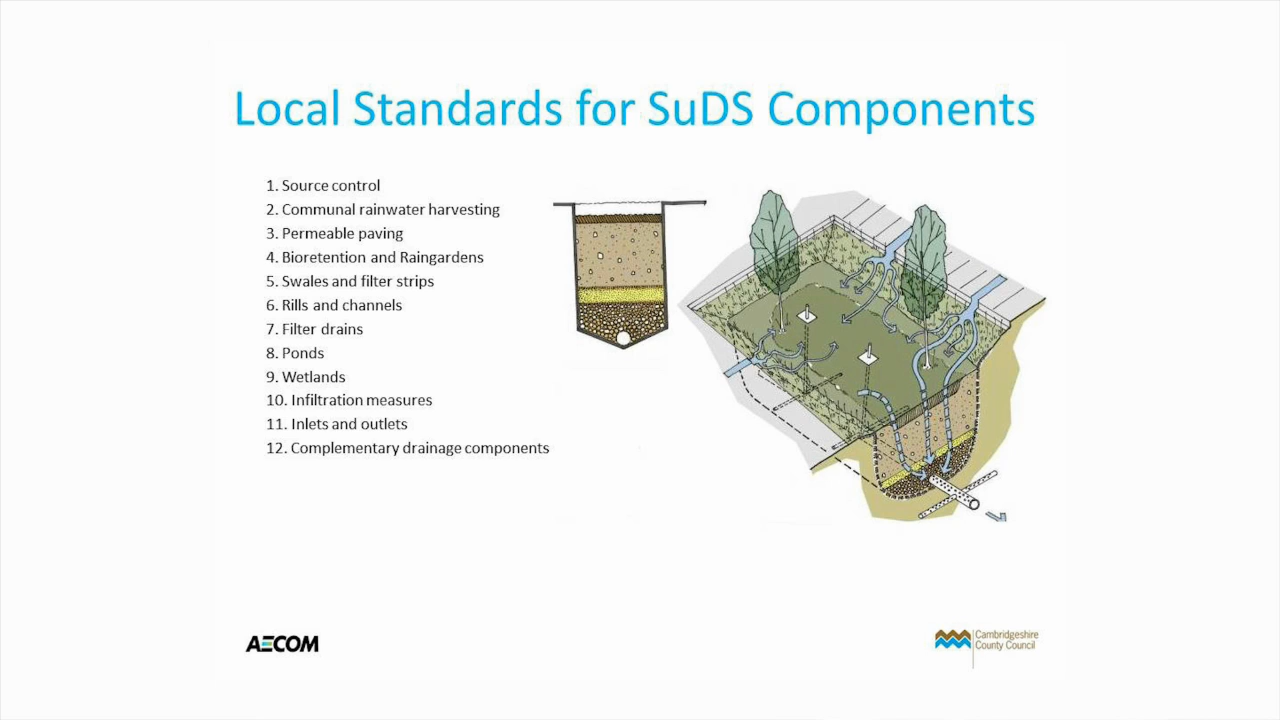 Local Standards for SuDS Components
1. Source control
2. Communal rainwater harvesting
3. Permeable paving
4. Bioretention and Raingardens
5. Swales and filter strips
6. Rills and channels
7. Filter drains
8. Ponds
9. Wetlands
10. Infiltration measures
11. Inlets and outlets
12. Complementary drainage components
AECOM
Cambridgeshire
County Council